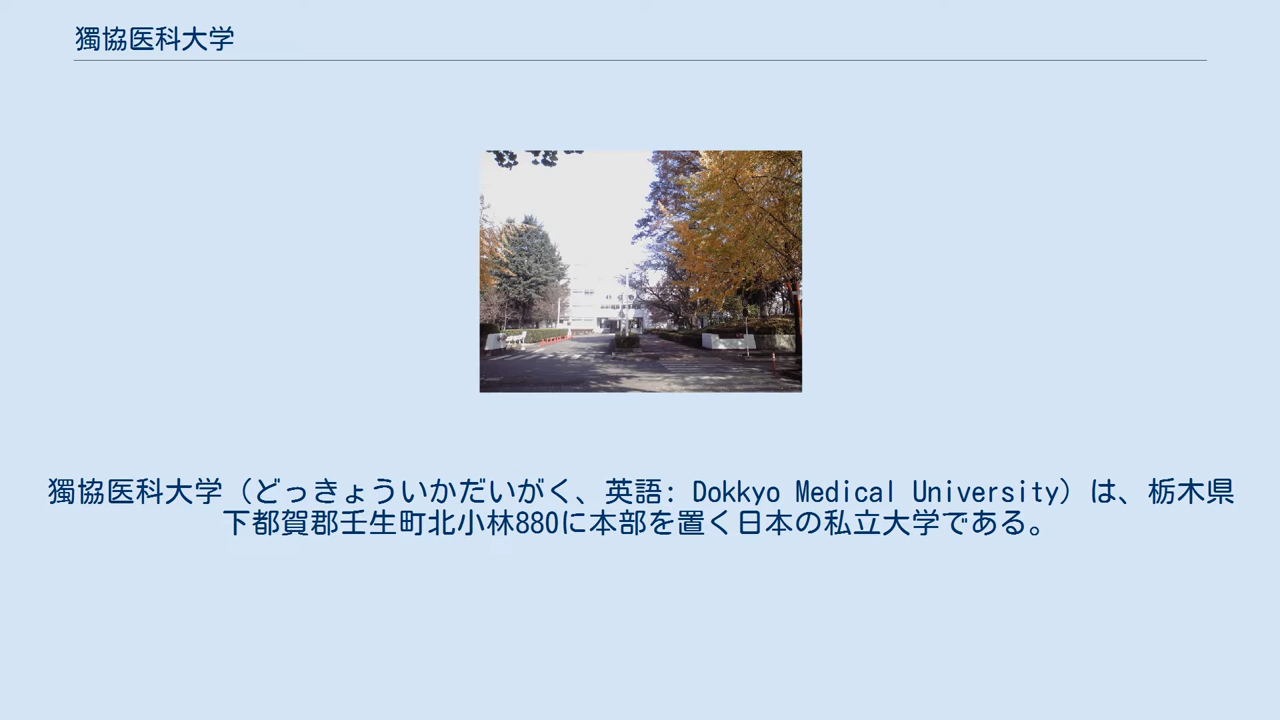 獨協医科大学
獨協医科大学（どっきょういかだいがく、英語: Dokkyo Medical University）は、栃木県
下都賀郡壬生町北小林880に本部を置く日本の私立大学である。